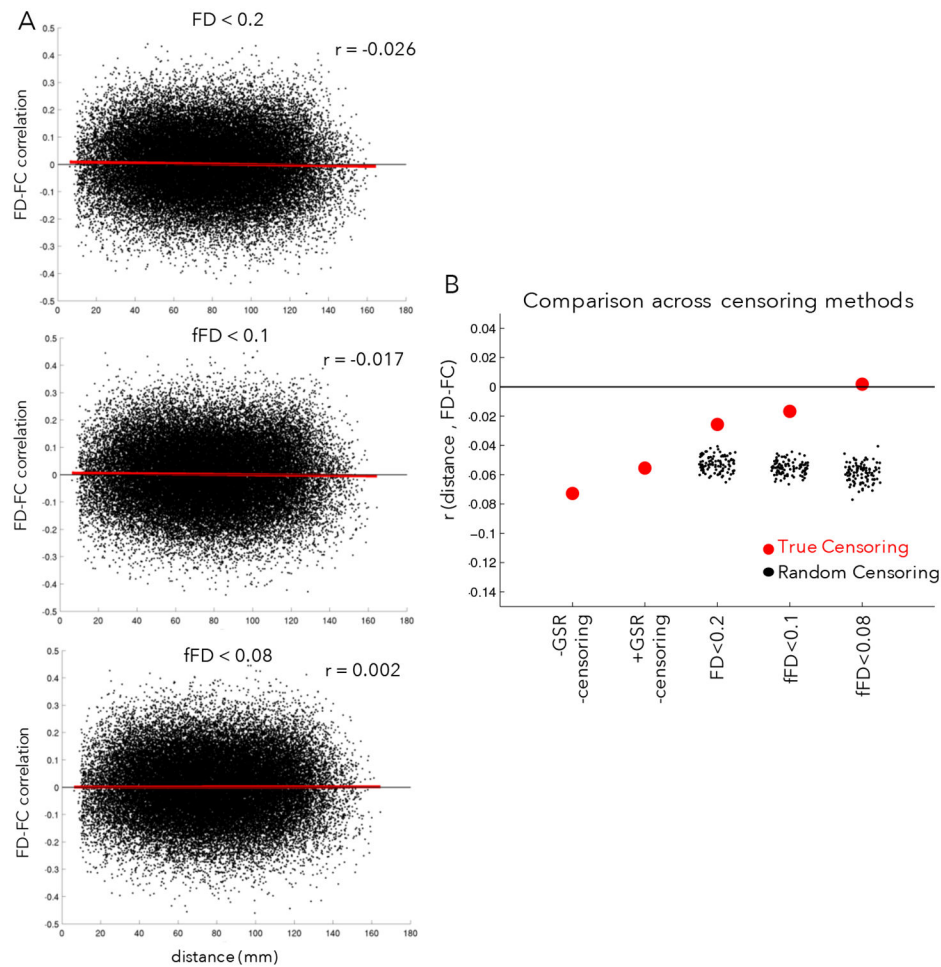 A
FD < 0.2
r = -0.026
FD-FC correlation
0.5
0.4
0.3
0.2
0.1
0
-0.1
-0.2
-0.3
-0.4
-0.5
0 20 40 60 80 100 120 140 160 180
fFD < 0.1
r = -0.017
FD-FC correlation
0.5
0.4
0.3
0.2
0.1
0
-0.1
-0.2
-0.3
-0.4
-0.5
0 20 40 60 80 100 120 140 160 180
fFD < 0.08
r = 0.002
FD-FC correlation
0.5
0.4
0.3
0.2
0.1
0
-0.1
-0.2
-0.3
-0.4
-0.5
0 20 40 60 80 100 120 140 160 180
distance (mm)
B
Comparison across censoring methods
r (distance , FD-FC)
0.04
0.02
0
-0.02
-0.04
-0.06
-0.08
-0.1
-0.12
-0.14
True Censoring
Random Censoring
-GSR
-censoring
+GSR
-censoring
FD<0.2
fFD<0.1
fFD<0.08